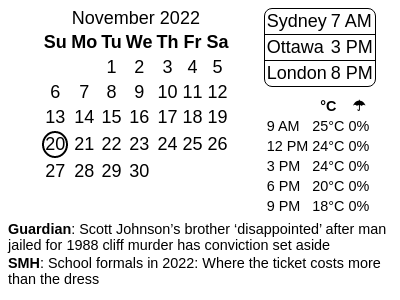 November 2022
Su Mo Tu We Th Fr Sa
1 2 3 4 5
6 7 8 9 10 11 12
13 14 15 16 17 18 19
20 21 22 23 24 25 26
27 28 29 30
Sydney 7 AM
Ottawa 3 PM
London 8 PM
°C ☂
9 AM 25°C 0%
12 PM 24°C 0%
3 PM 24°C 0%
6 PM 20°C 0%
9 PM 18°C 0%
Guardian: Scott Johnson’s brother ‘disappointed’ after man
jailed for 1988 cliff murder has conviction set aside
SMH: School formals in 2022: Where the ticket costs more
than the dress